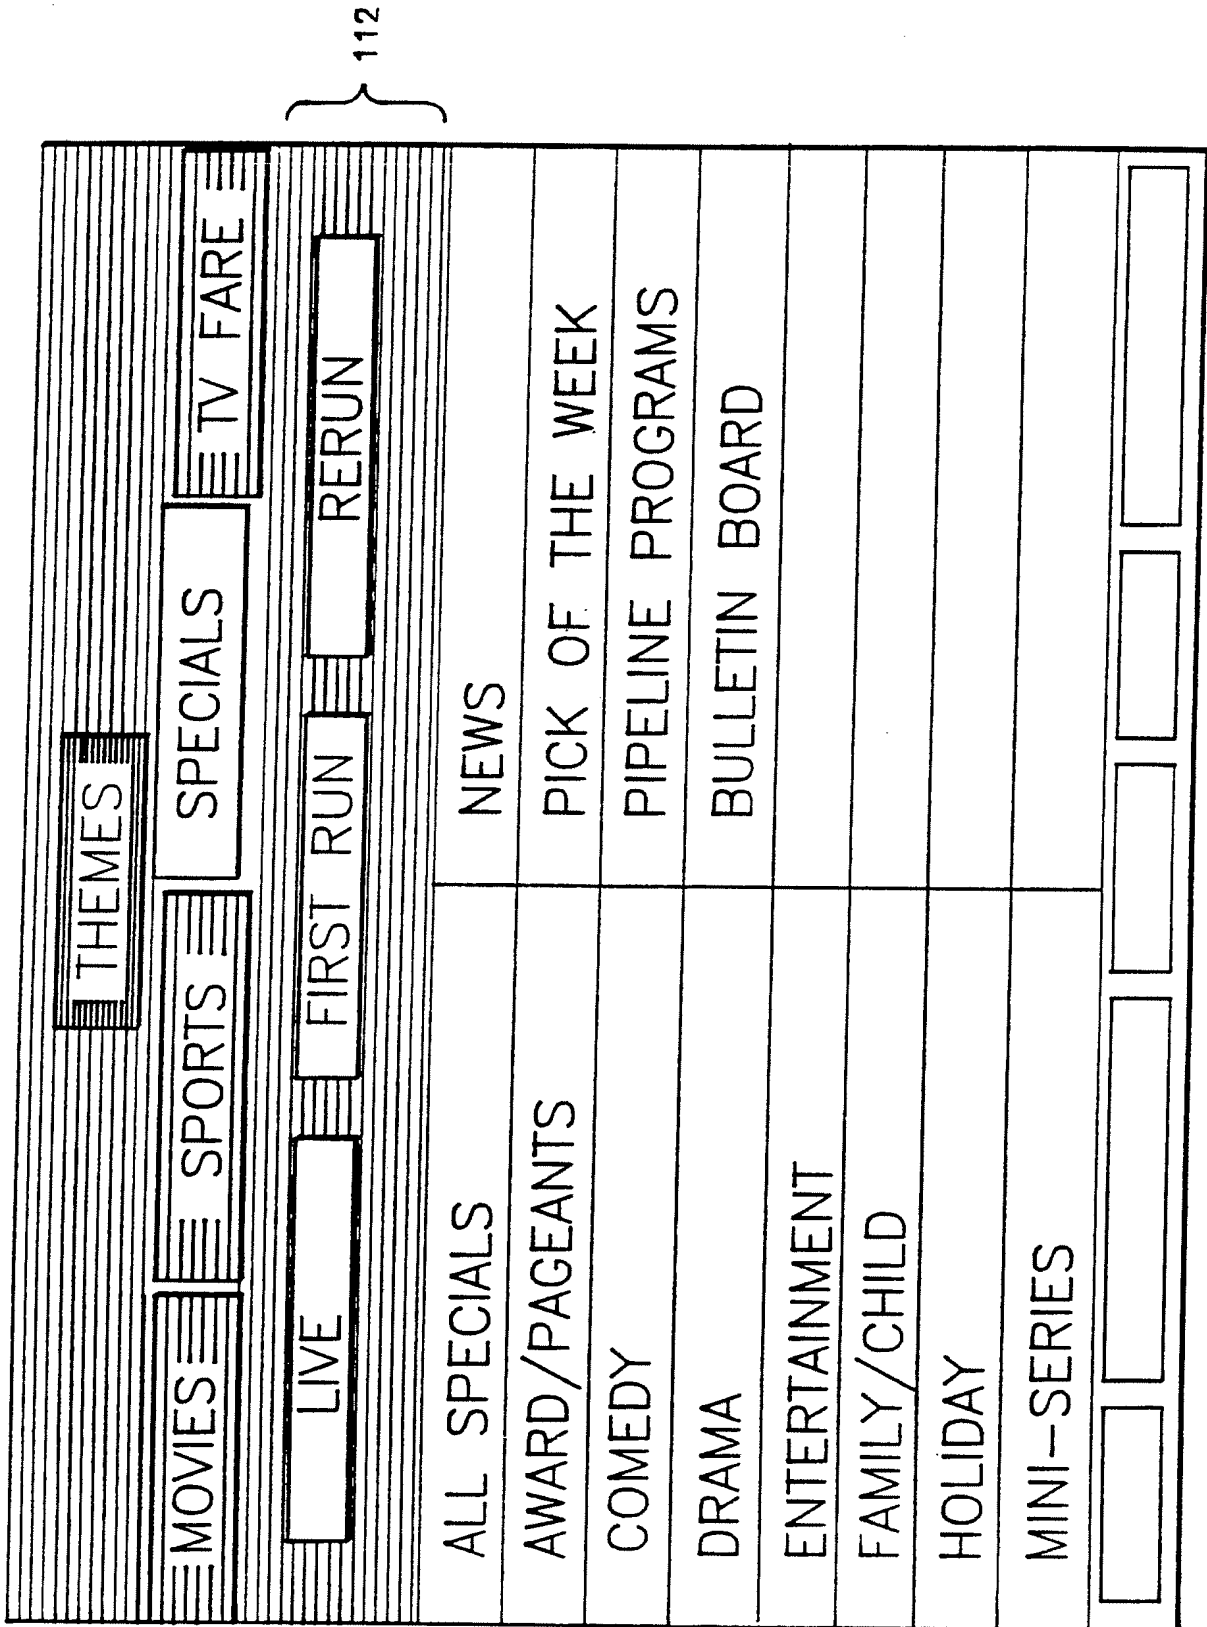 THEMES
MOVIES SPORTS SPECIALS TV FARE
LIVE FIRST RUN RERUN
112
ALL SPECIALS NEWS
AWARD/PAGEANTS PICK OF THE WEEK
COMEDY PIPELINE PROGRAMS
DRAMA BULLETIN BOARD
ENTERTAINMENT
FAMILY/CHILD
HOLIDAY
MINI-SERIES